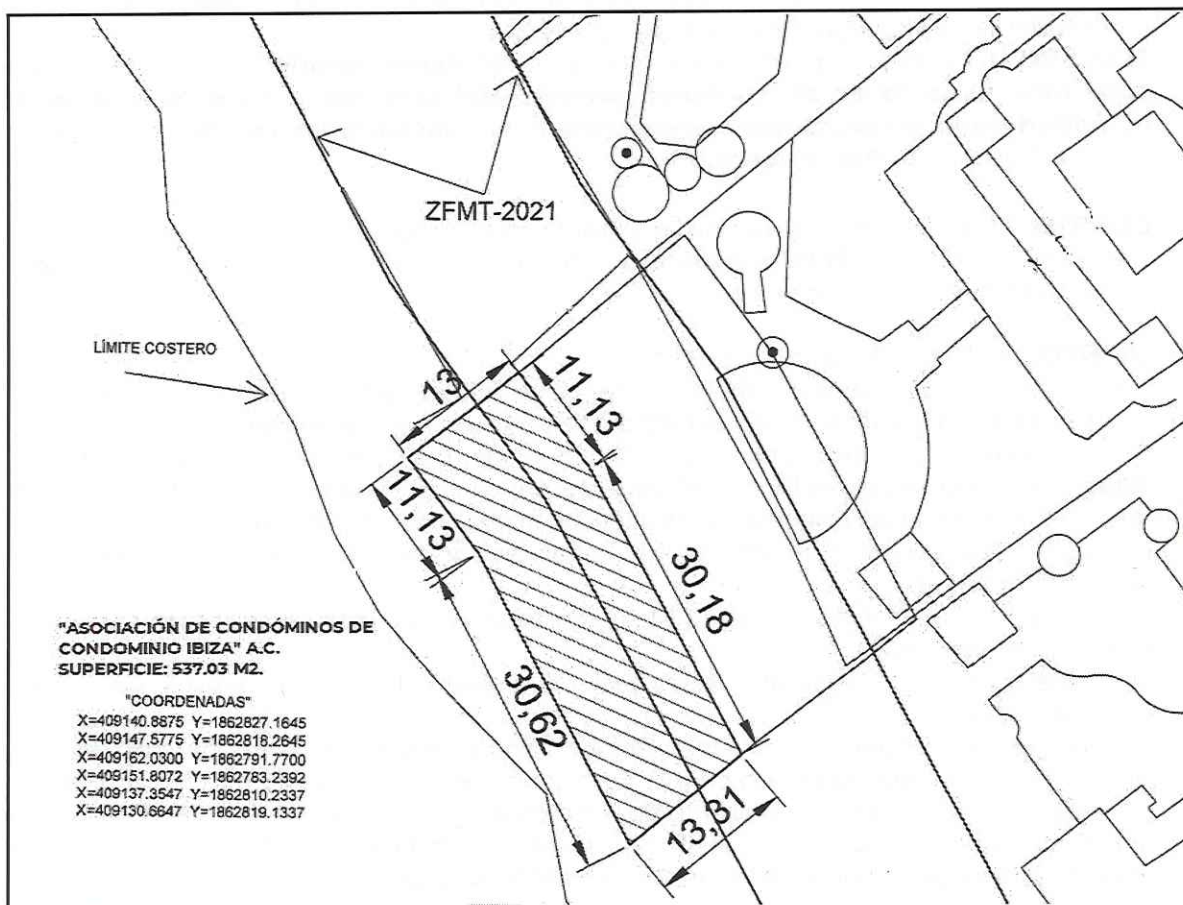 ZFMT-2021
LÍMITE COSTERO
13
11,13
11,13
30,18
30,62
13,31
"ASOCIACIÓN DE CONDÓMINOS DE
CONDOMINIO IBIZA" A.C.
SUPERFICIE: 537.03 M2.
"COORDENADAS"
X=409140.8875 Y=1862827.1645
X=409147.5775 Y=1862818.2645
X=409162.0300 Y=1862791.7700
X=409151.8072 Y=1862783.2392
X=409137.3547 Y=1862810.2337
X=409130.6647 Y=1862819.1337